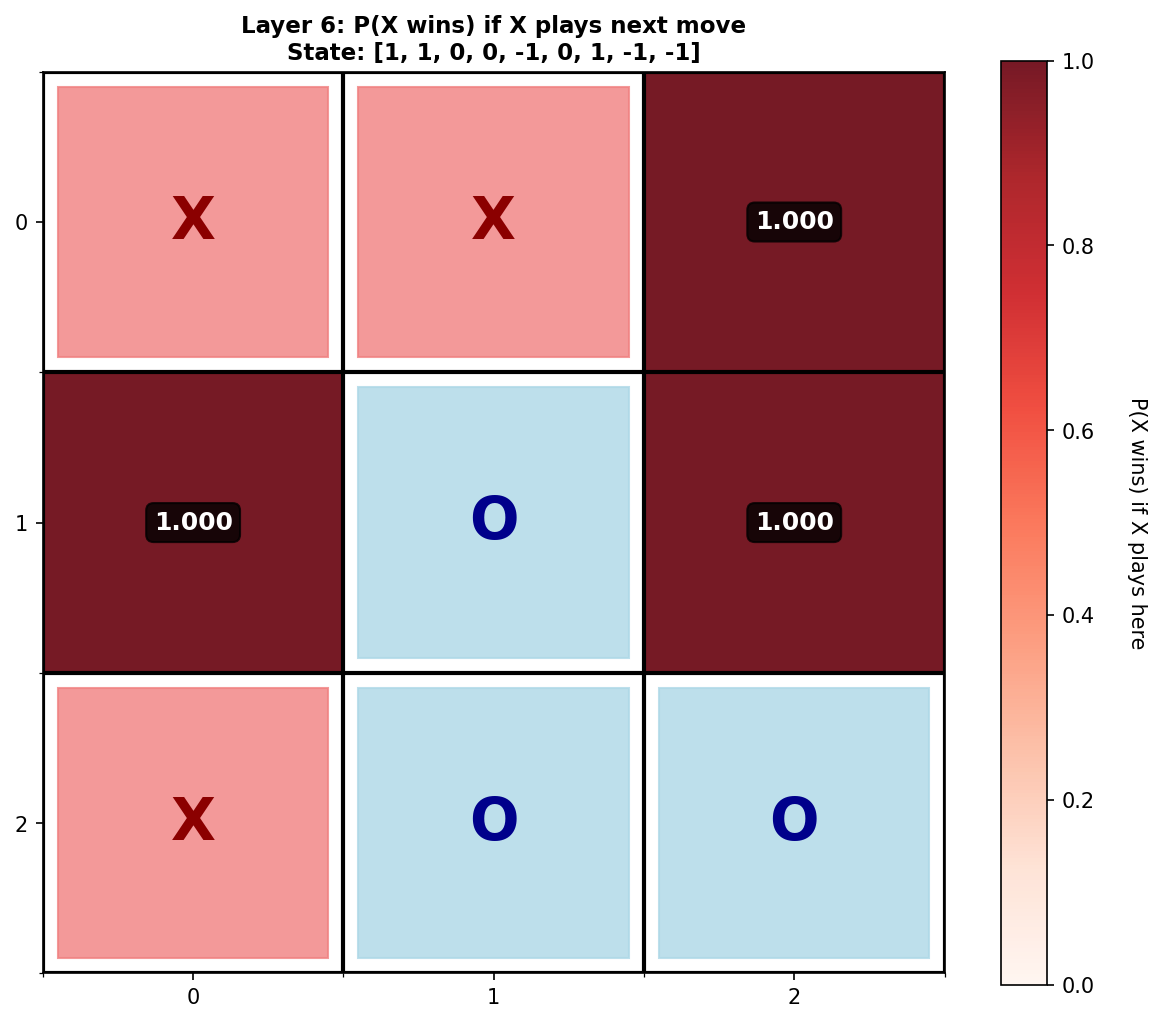 Layer 6: P(X wins) if X plays next move
State: [1, 1, 0, 0, -1, 0, 1, -1, -1]
0
X
X
1.000
1
1.000
O
1.000
2
X
O
O
0
1
2
1.0
0.8
0.6
0.4
0.2
0.0
P(X wins) if X plays here